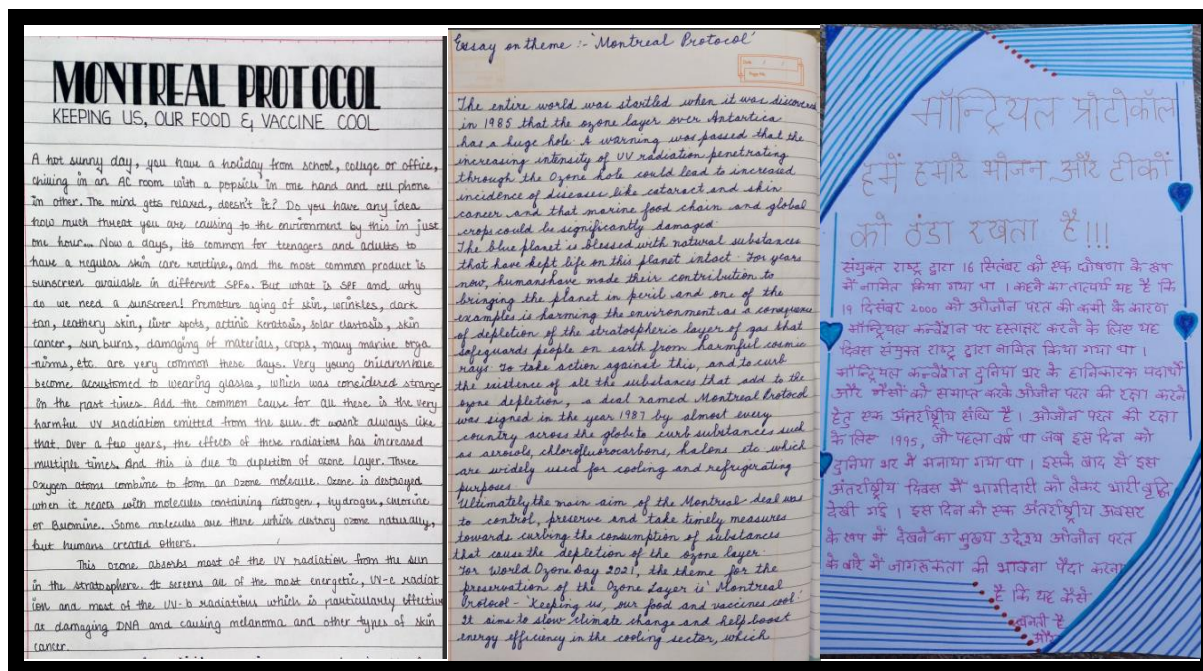 MONTREAL PROTOCOL
KEEPING US, OUR FOOD & VACCINE COOL
A hot sunny day, you have a holiday from school, college or office,
chilling in an AC room with a popsicle in one hand and cell phone
in other. The mind gets relaxed, doesn't it? Do you have any idea
how much threat you are causing to the environment by this in just
one hour... Now a days, its common for teenagers and adults to
have a regular skin care routine, and the most common product is
sunscreen available in different SPFs. But what is SPF and why
do we need a sunscreen! Premature aging of skin, wrinkles, dark
tan, leathery skin, liver spots, actinic keratosis, solar elastosis, skin
cancer, sun burns, damaging of materials, crops, many marine orga
-nisms, etc. are very common these days. Very young children have
become accustomed to wearing glasses, which was considered strange
in the past times. Add the common cause for all these is the very
harmful UV radiation emitted from the sun. It wasn't always like
that. Over a few years, the effects of these radiations has increased
multiple times. And this is due to depletion of ozone layer. Three
Oxygen atoms combine to form an Ozone molecule. Ozone is destroyed
when it reacts with molecules containing nitrogen, hydrogen, chlorine
or Buomine. Some molecules are there which destroy ozone naturally,
but humans created others.
This ozone absorbs most of the UV radiation from the sun
in the stratosphere. It screens all of the most energetic, UV-c radiat
ion and most of the UV-b radiations which is particularly effective
at damaging DNA and causing melanoma and other types of skin
cancer.
Essay on theme :- 'Montreal Protocol'
The entire world was startled when it was discovered
in 1985 that the ozone layer over Antartica
has a huge hole. A warning was passed that the
increasing intensity of UV radiation penetrating
through the Ozone hole could lead to increased
incidence of diseases like cataract and skin
cancer and that marine food chain and global
crops could be significantly damaged.
The blue planet is blessed with natural substances
that have kept life on this planet intact. For years
now, humans have made their contribution to
bringing the planet in peril and one of the
examples is harming the environment as a consequence
of depletion of the stratospheric layer of gas that
safeguards people on earth from harmful cosmic
rays. To take action against this, and to curb
the existence of all the substances that add to the
ozone depletion, a deal named Montreal Protocol
was signed in the year 1987 by almost every
country across the globe to curb substances such
as aerosols, chlorofluorocarbons, halons etc which
are widely used for cooling and refrigerating
purposes.
Ultimately the main aim of the Montreal deal was
to control, preserve and take timely measures
towards curbing the consumption of substances
that cause the depletion of the ozone layer.
For World Ozone Day 2021, the theme for the
preservation of the Ozone Layer is 'Montreal
Protocol - 'Keeping us, our food and vaccines cool'
It aims to slow climate change and help boost
energy efficiency in the cooling sector, which
मॉन्ट्रियल प्रोटोकॉल
हमें हमारे भोजन और टीकों
को ठंडा रखता है!!!
संयुक्त राष्ट्र द्वारा 16 सितंबर को एक घोषणा के रूप
में नामित किया गया था । कहने का तात्पर्य यह है कि
19 दिसंबर 2000 को ओजोन परत की कमी के कारण
मॉन्ट्रियल कन्वेंशन पर हस्ताक्षर करने के लिए यह
दिवस संयुक्त राष्ट्र द्वारा नामित किया गया था ।
मॉन्ट्रियल कन्वेंशन दुनिया भर के हानिकारक पदार्थों
और गैसों को समाप्त करके ओजोन परत की रक्षा करने
हेतु एक अंतर्राष्ट्रीय संधि है । ओजोन परत की रक्षा
के लिए 1995, जो पहला वर्ष था जब इस दिन को
दुनिया भर में मनाया गया था । इसके बाद से इस
अंतर्राष्ट्रीय दिवस में भागीदारी को लेकर भारी वृद्धि
देखी गई । इस दिन को एक अंतर्राष्ट्रीय अवसर
के रूप में देखने का मुख्य उद्देश्य ओजोन परत
के बारे में जागरूकता की भावना पैदा करना
है कि यह कैसे
बनती है
और